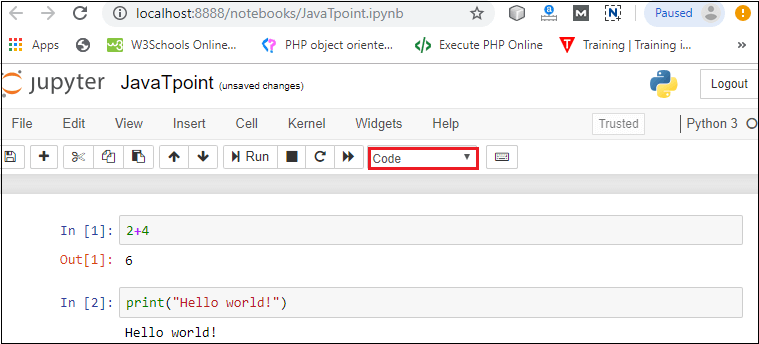 localhost:8888/notebooks/JavaTpoint.ipynb
Paused
Apps
W3Schools Online...
PHP object oriente...
Execute PHP Online
Training | Training i...
»
jupyter JavaTpoint (unsaved changes)
Logout
File Edit View Insert Cell Kernel Widgets Help
Trusted
Python 3
Run
Code
In [1]: 2+4
Out[1]: 6
In [2]: print("Hello world!")
Hello world!